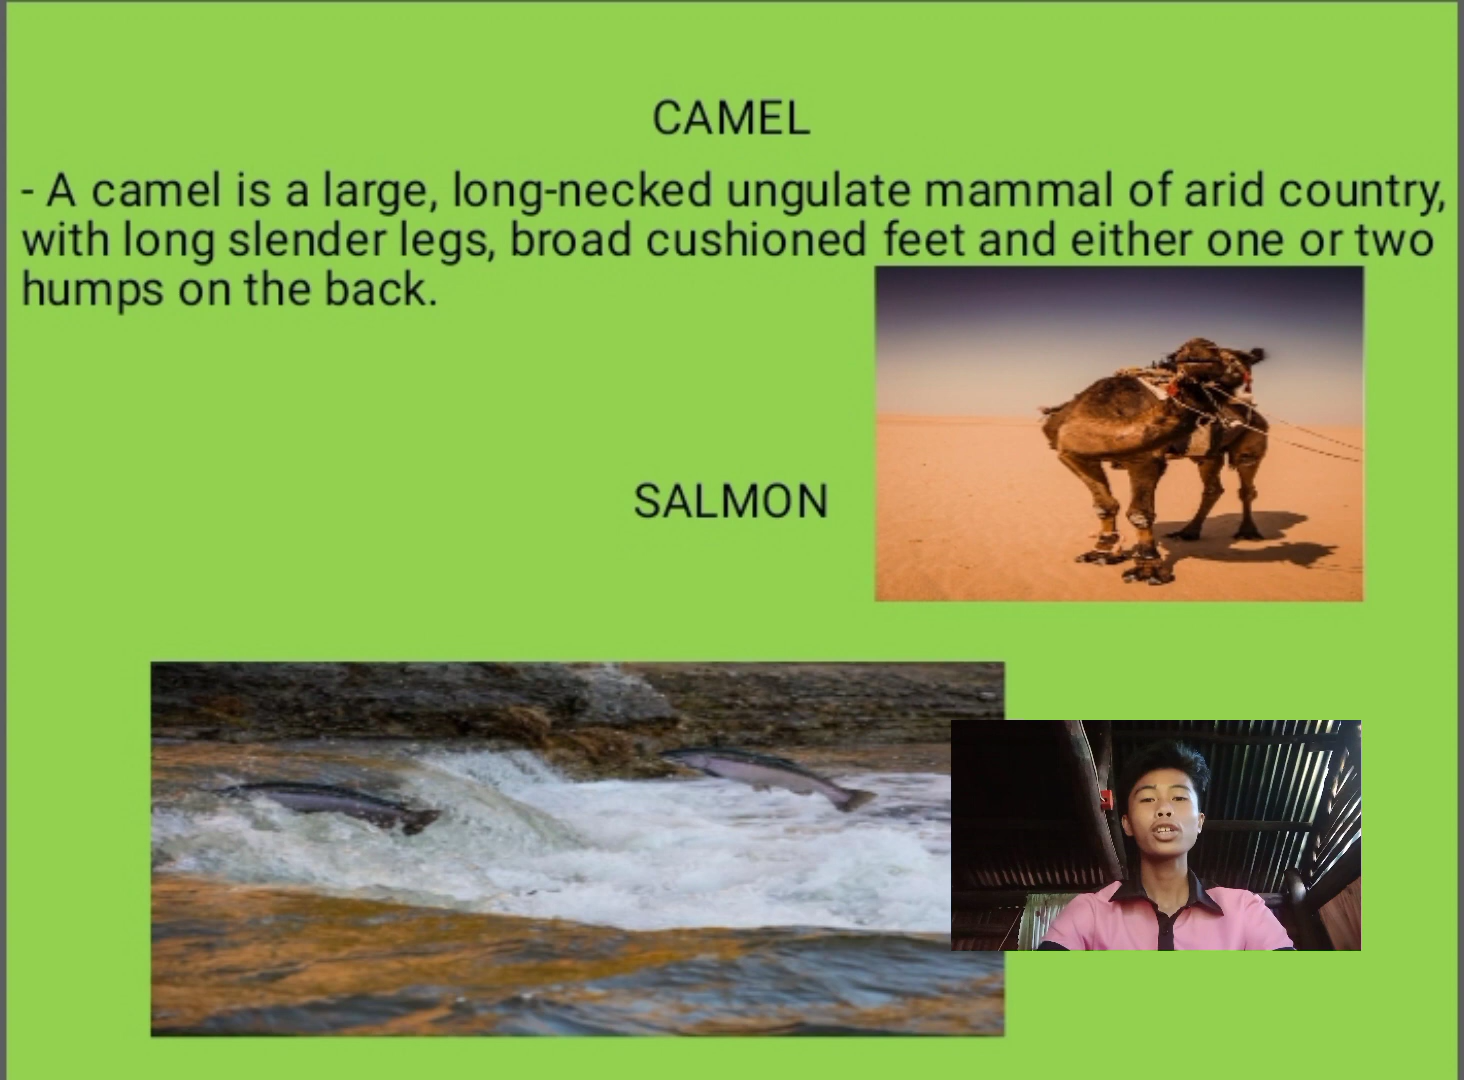 CAMEL
- A camel is a large, long-necked ungulate mammal of arid country,
with long slender legs, broad cushioned feet and either one or two
humps on the back.
SALMON